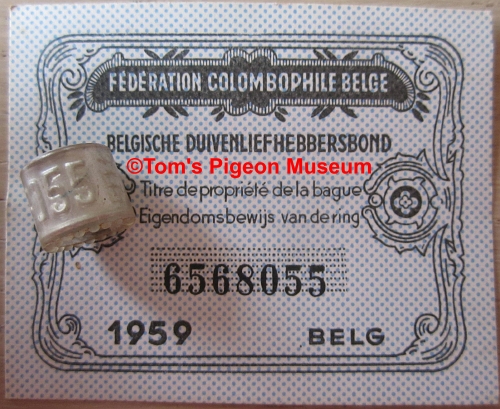 FÉDÉRATION COLOMBOPHILE BELGE
BELGISCHE DUIVENLIEFHEBBERSBOND
©Tom's Pigeon Museum
Titre de propriété de la bague
Eigendomsbewijs van de ring
155
6568055
1959 BELG